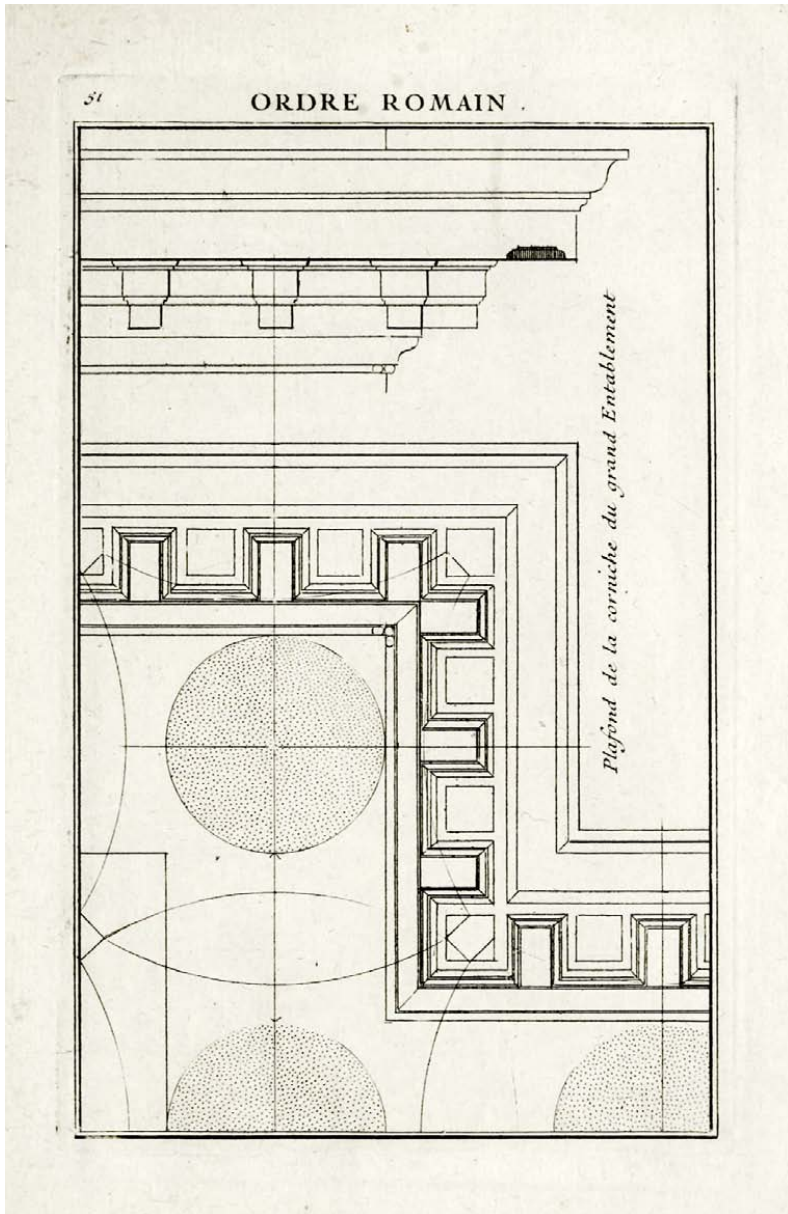 51
ORDRE ROMAIN .
Plafond de la corniche du grand Entablement